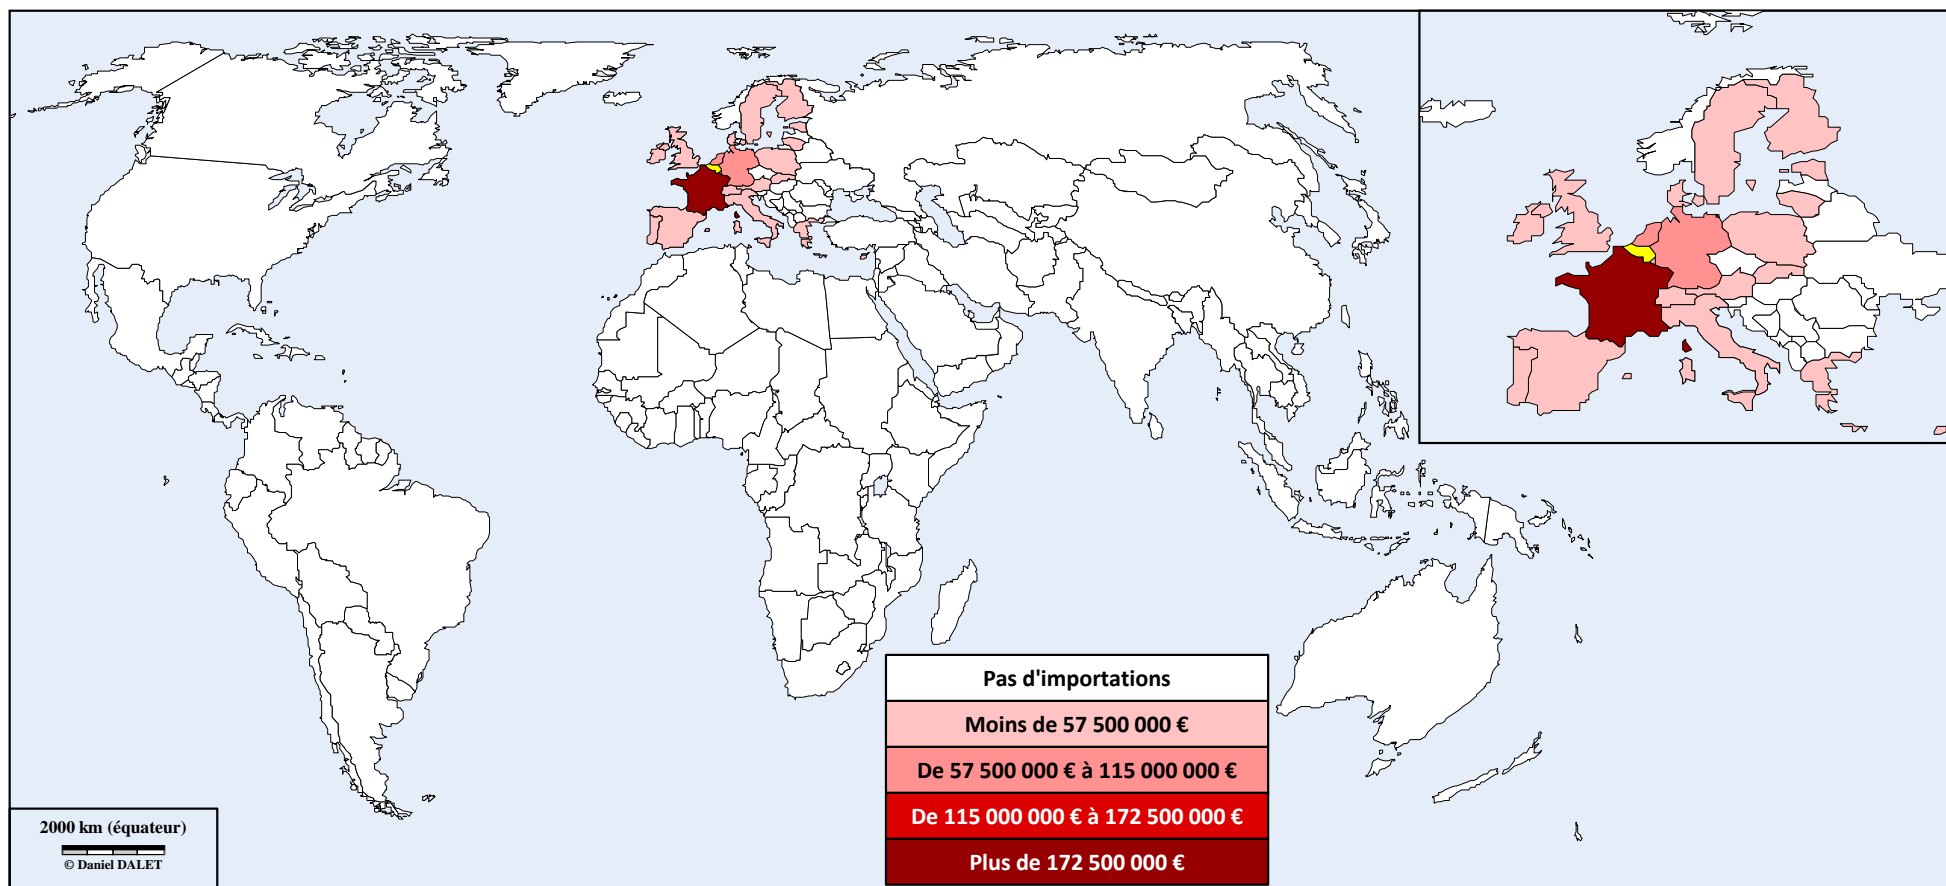 Pas d'importations
Moins de 57 500 000 €
De 57 500 000 € à 115 000 000 €
De 115 000 000 € à 172 500 000 €
Plus de 172 500 000 €
2000 km (équateur)
© Daniel DALET